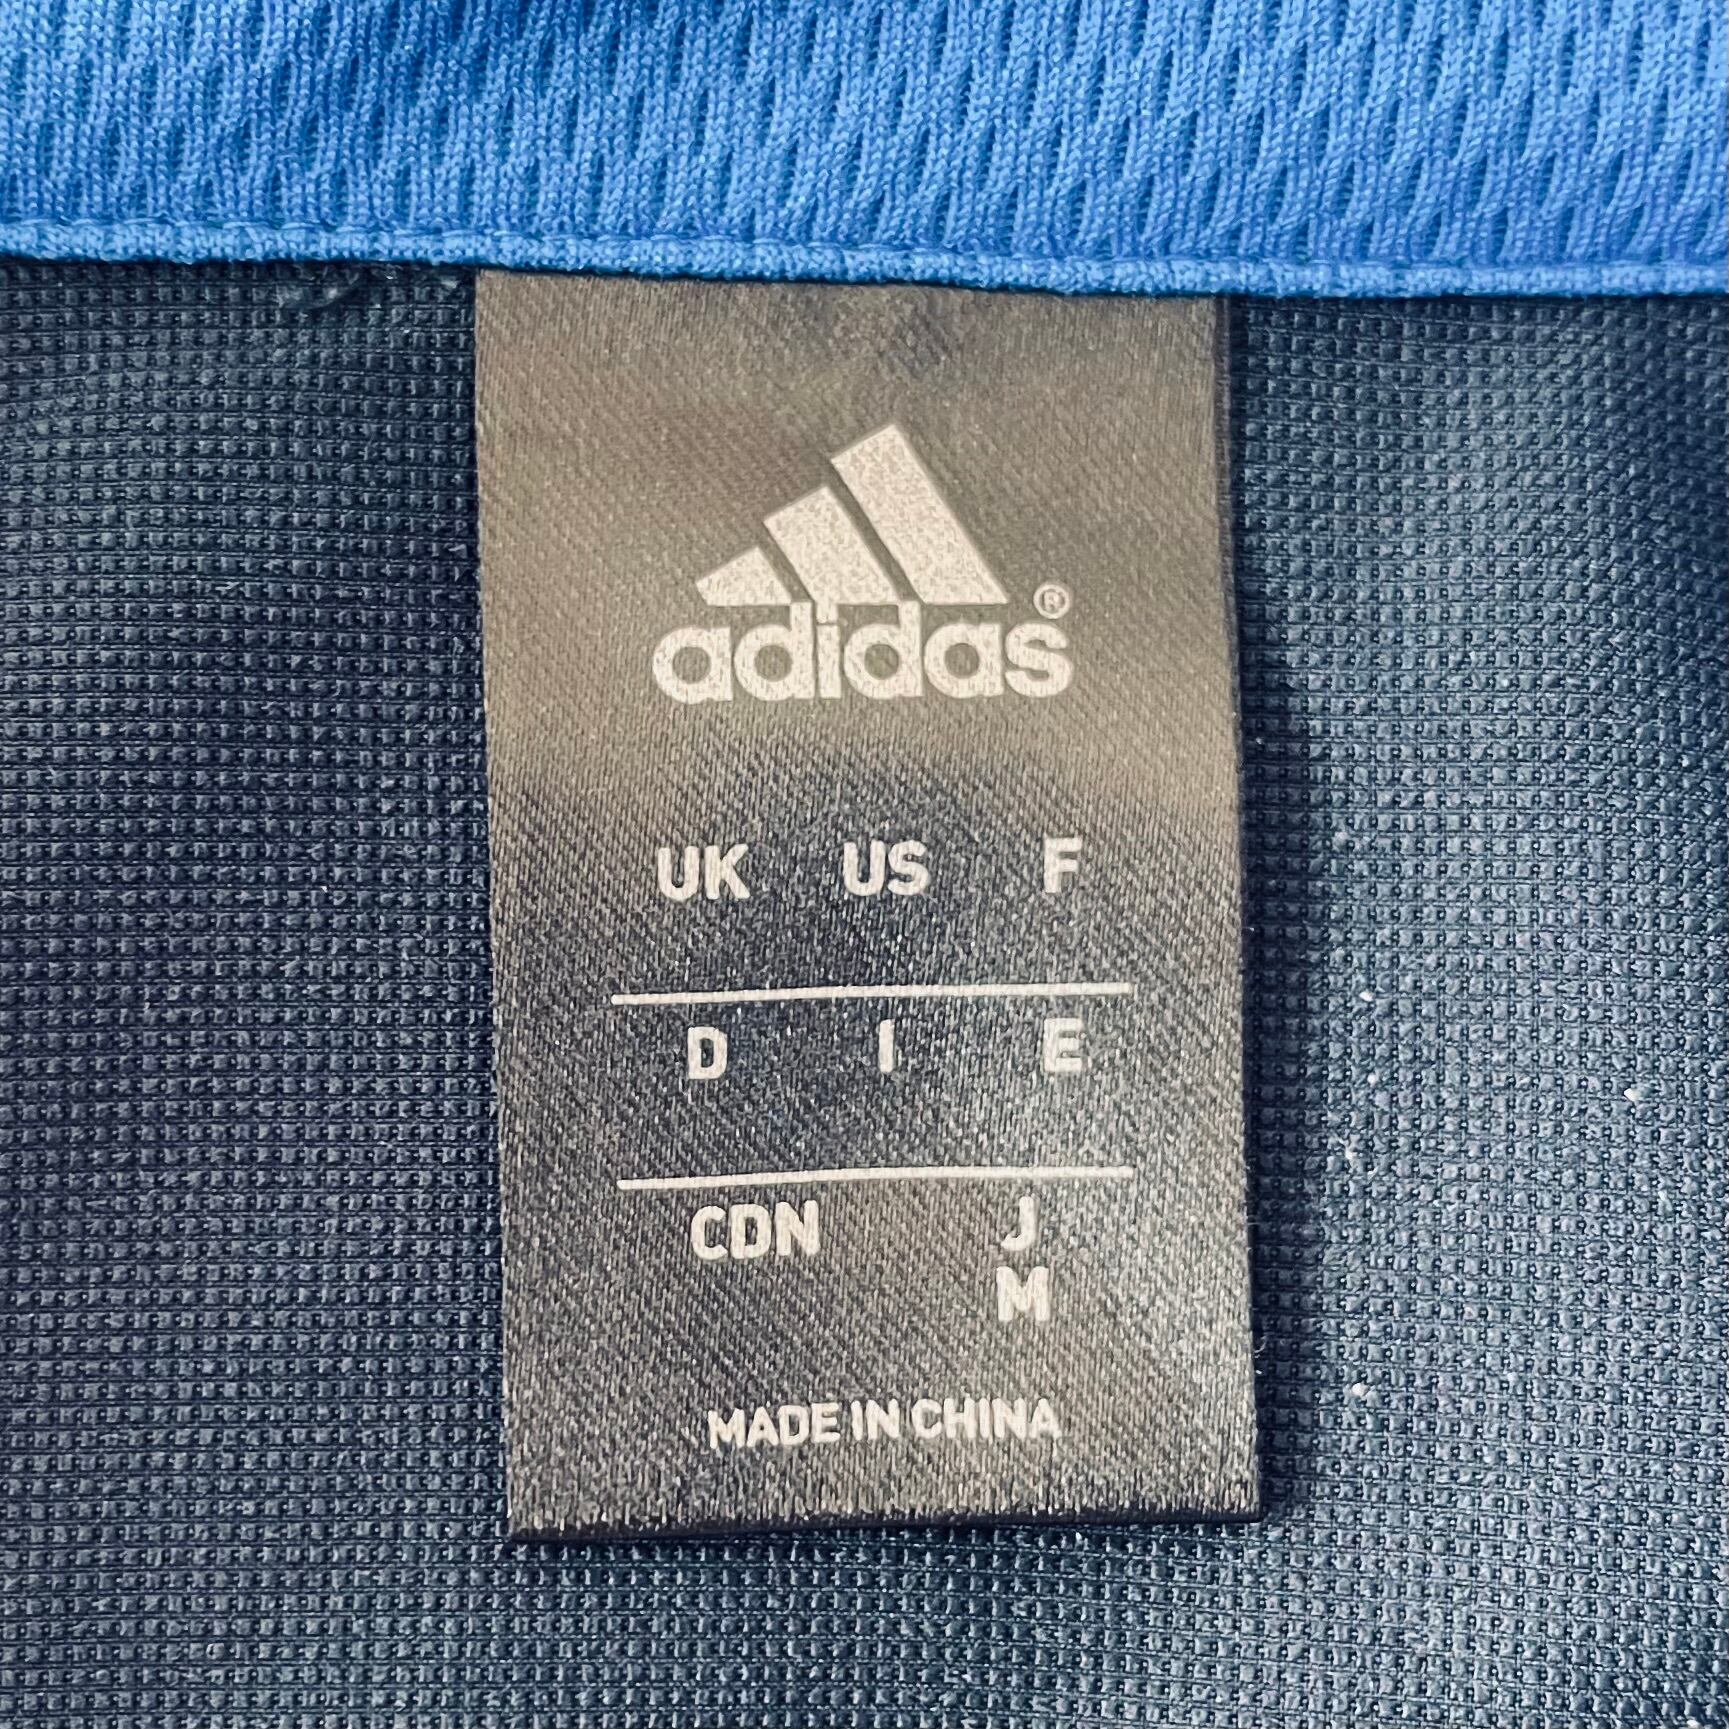 adidas®
UK US F
D I E
CDN J
M
MADE IN CHINA